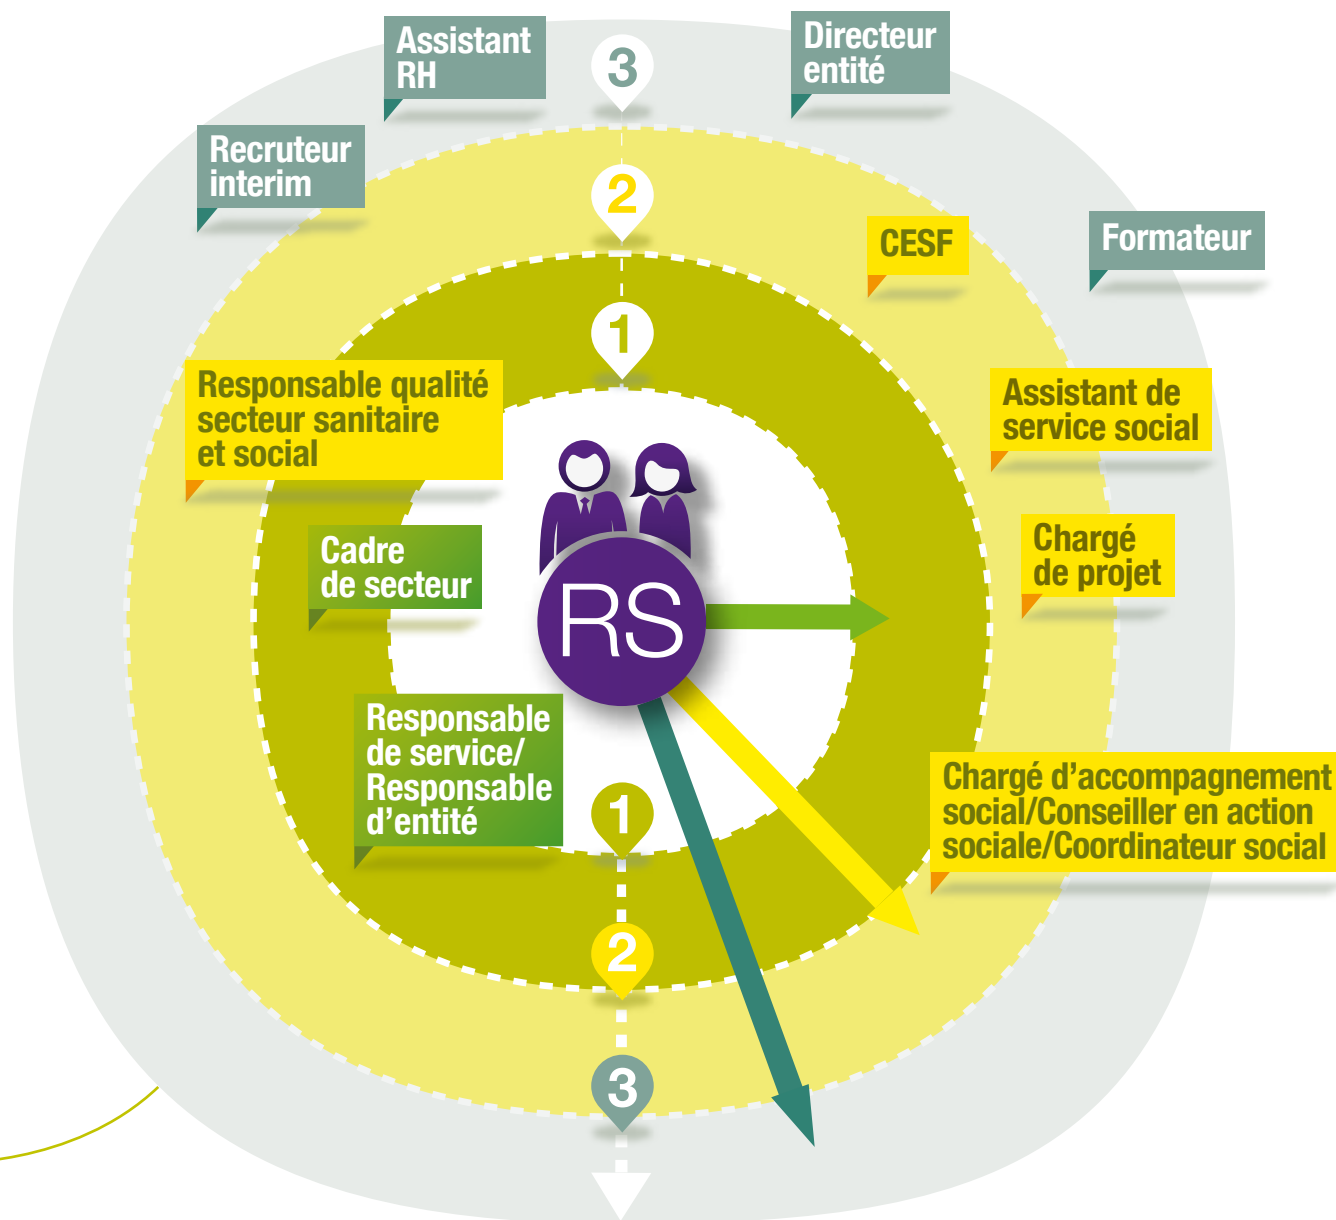 Assistant
RH
3
Directeur
entité
Recruteur
interim
2
CESF
Formateur
1
Responsable qualité
secteur sanitaire
et social
Assistant de
service social
Cadre
de secteur
RS
Chargé
de projet
Responsable
de service/
Responsable
d'entité
1
Chargé d'accompagnement
social/Conseiller en action
sociale/Coordinateur social
2
3